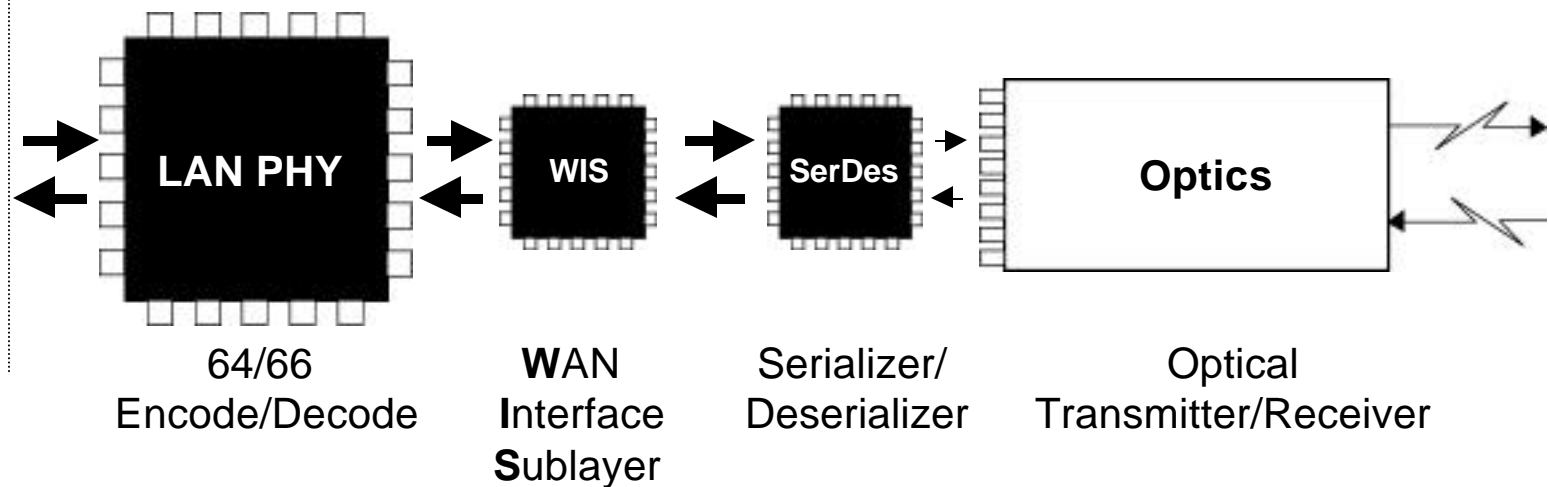 LAN PHY
WIS
SerDes
Optics
64/66
Encode/Decode
WAN
Interface
Sublayer
Serializer/
Deserializer
Optical
Transmitter/Receiver